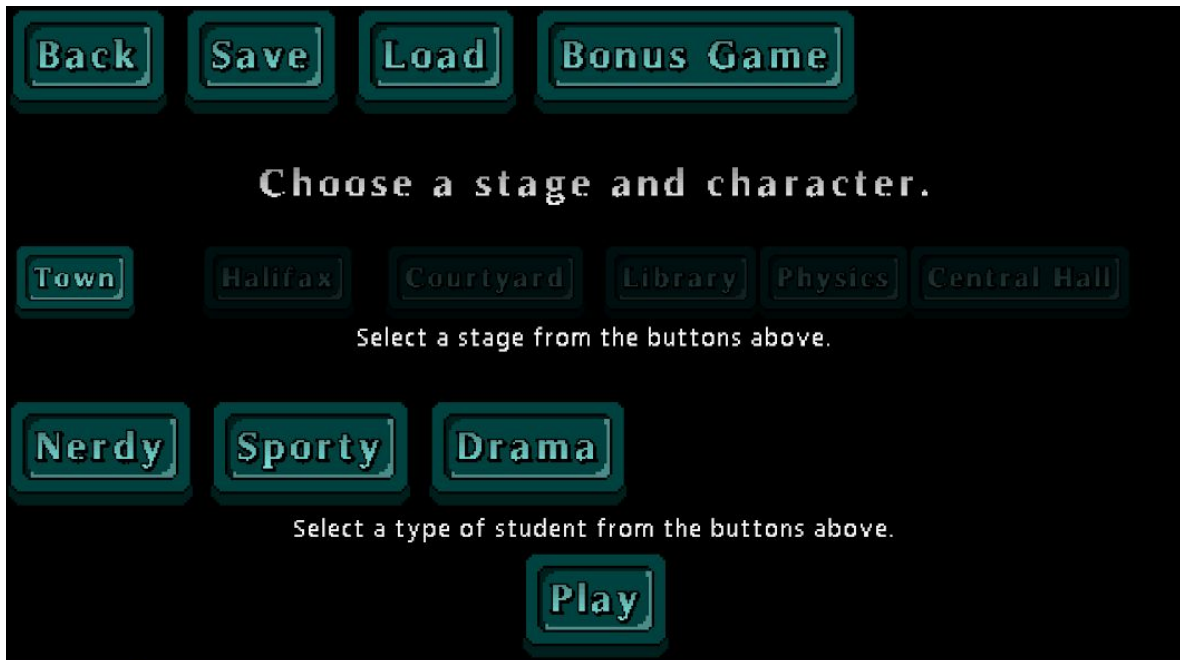 Back Save Load Bonus Game
Choose a stage and character.
Town Halifax Courtyard Library Physics Central Hall
Select a stage from the buttons above.
Nerdy Sporty Drama
Select a type of student from the buttons above.
Play